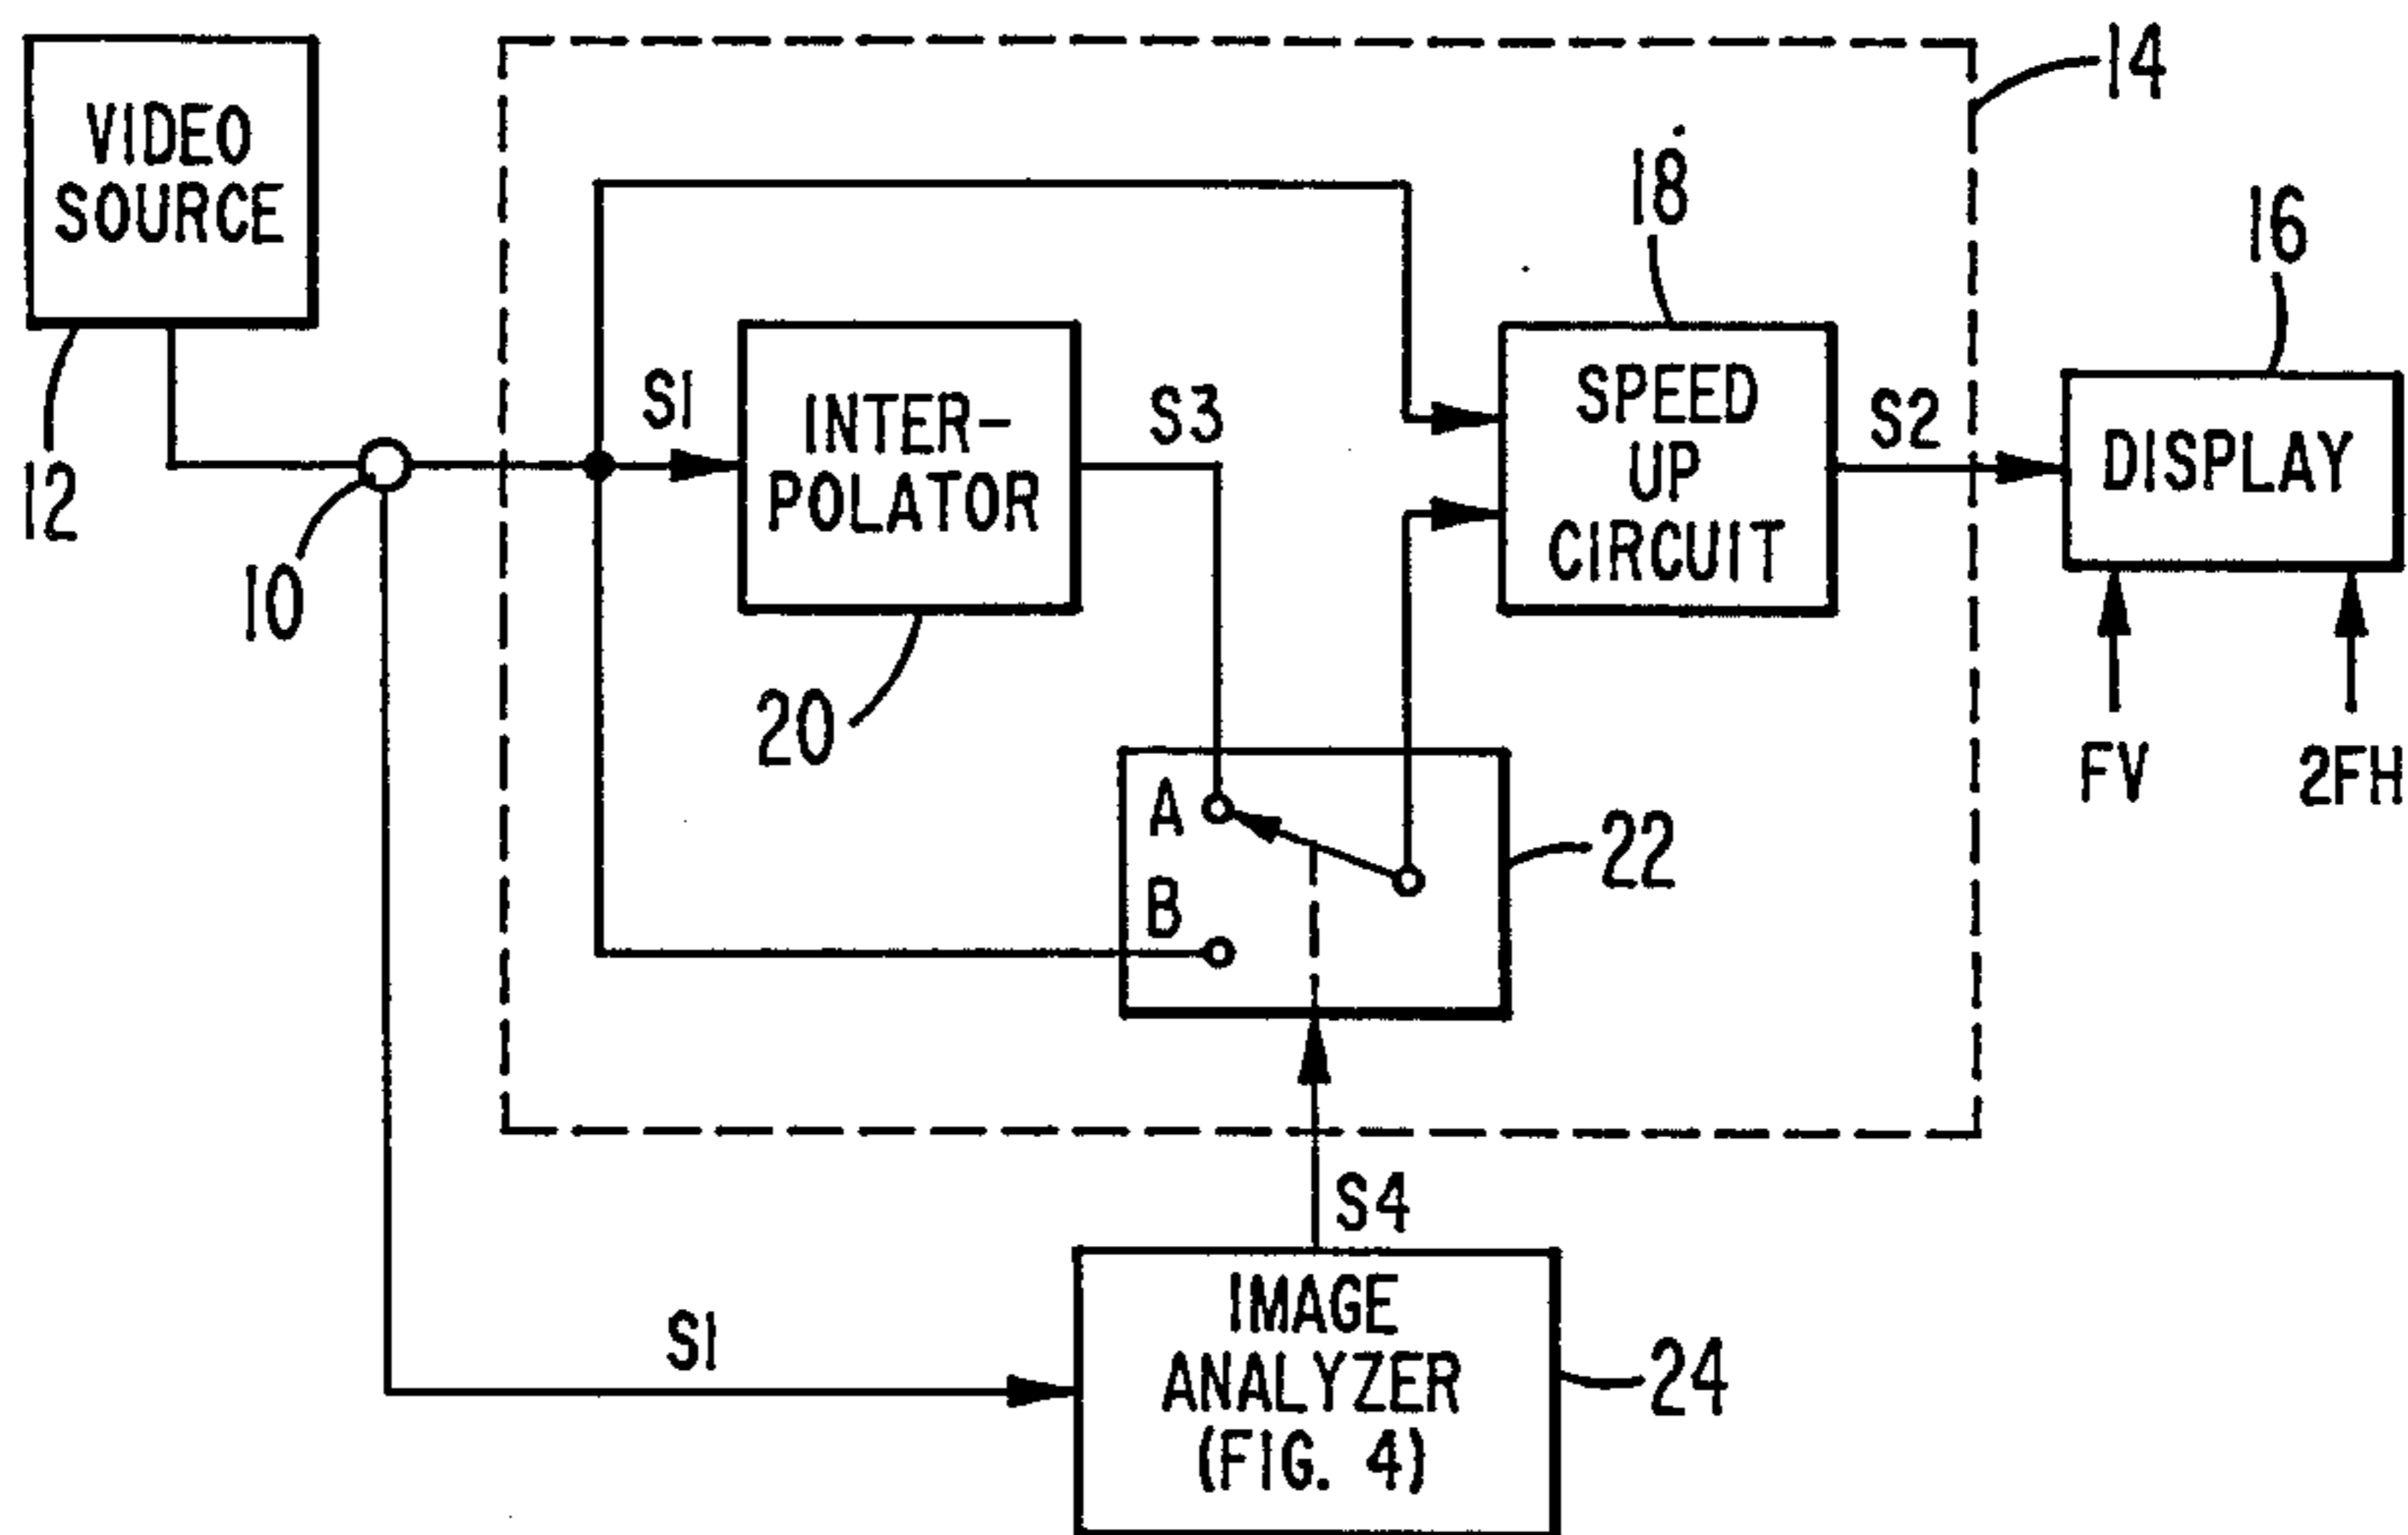 VIDEO
SOURCE
12
10
14
S1
INTER-
POLATOR
20
S3
18
SPEED
UP
CIRCUIT
S2
16
DISPLAY
FV
2FH
A
B
22
S4
S1
IMAGE
ANALYZER
(FIG. 4)
24